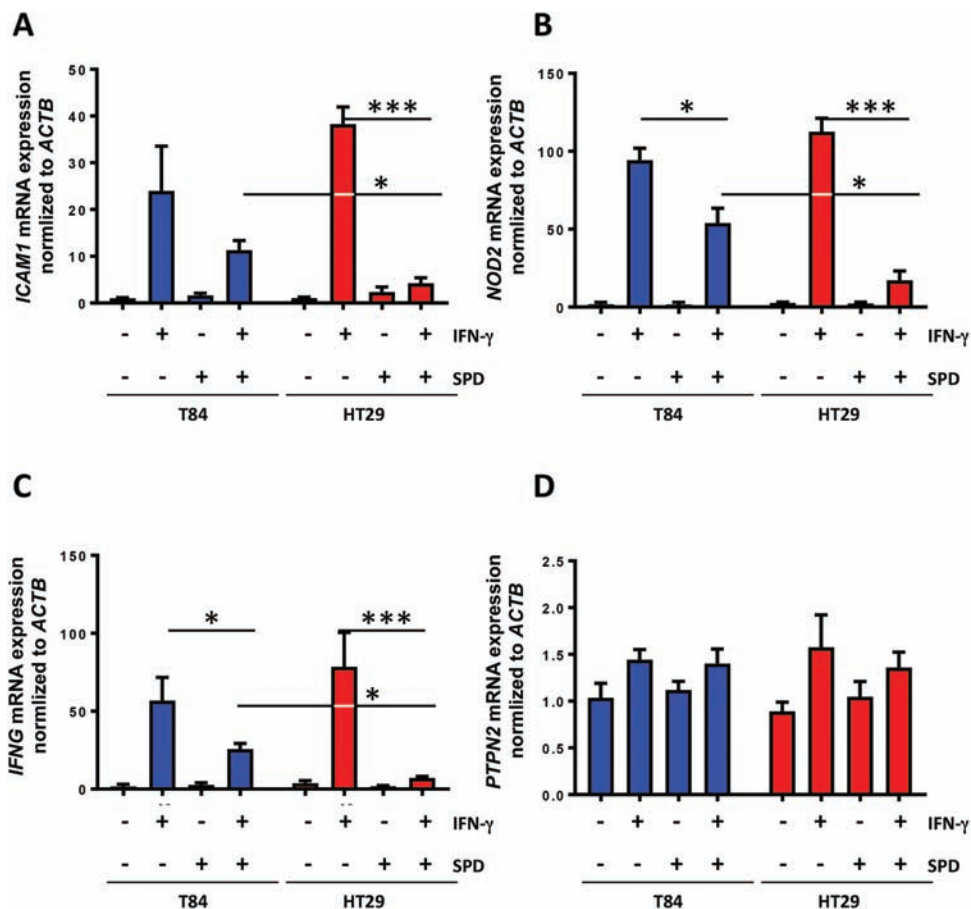 A
ICAM1 mRNA expression
normlized to ACTB
50
40
30
20
10
0
***
*
- + - + - + - + IFN-γ
- - + + - - + + SPD
T84 HT29
B
NOD2 mRNA expression
normlized to ACTB
150
100
50
0
*
***
*
- + - + - + - + IFN-γ
- - + + - - + + SPD
T84 HT29
C
IFNG mRNA expression
normlized to ACTB
150
100
50
0
*
***
*
- + - + - + - + IFN-γ
- - + + - - + + SPD
T84 HT29
D
PTPN2 mRNA expression
normlized to ACTB
2.5
2.0
1.5
1.0
0.5
0.0
- + - + - + - + IFN-γ
- - + + - - + + SPD
T84 HT29